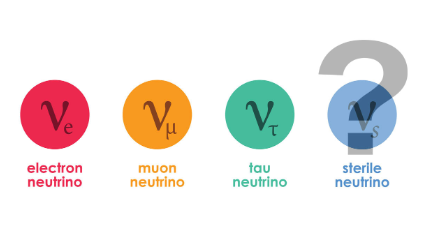 νe
νμ
ντ
νs
?
electron
neutrino
muon
neutrino
tau
neutrino
sterile
neutrino